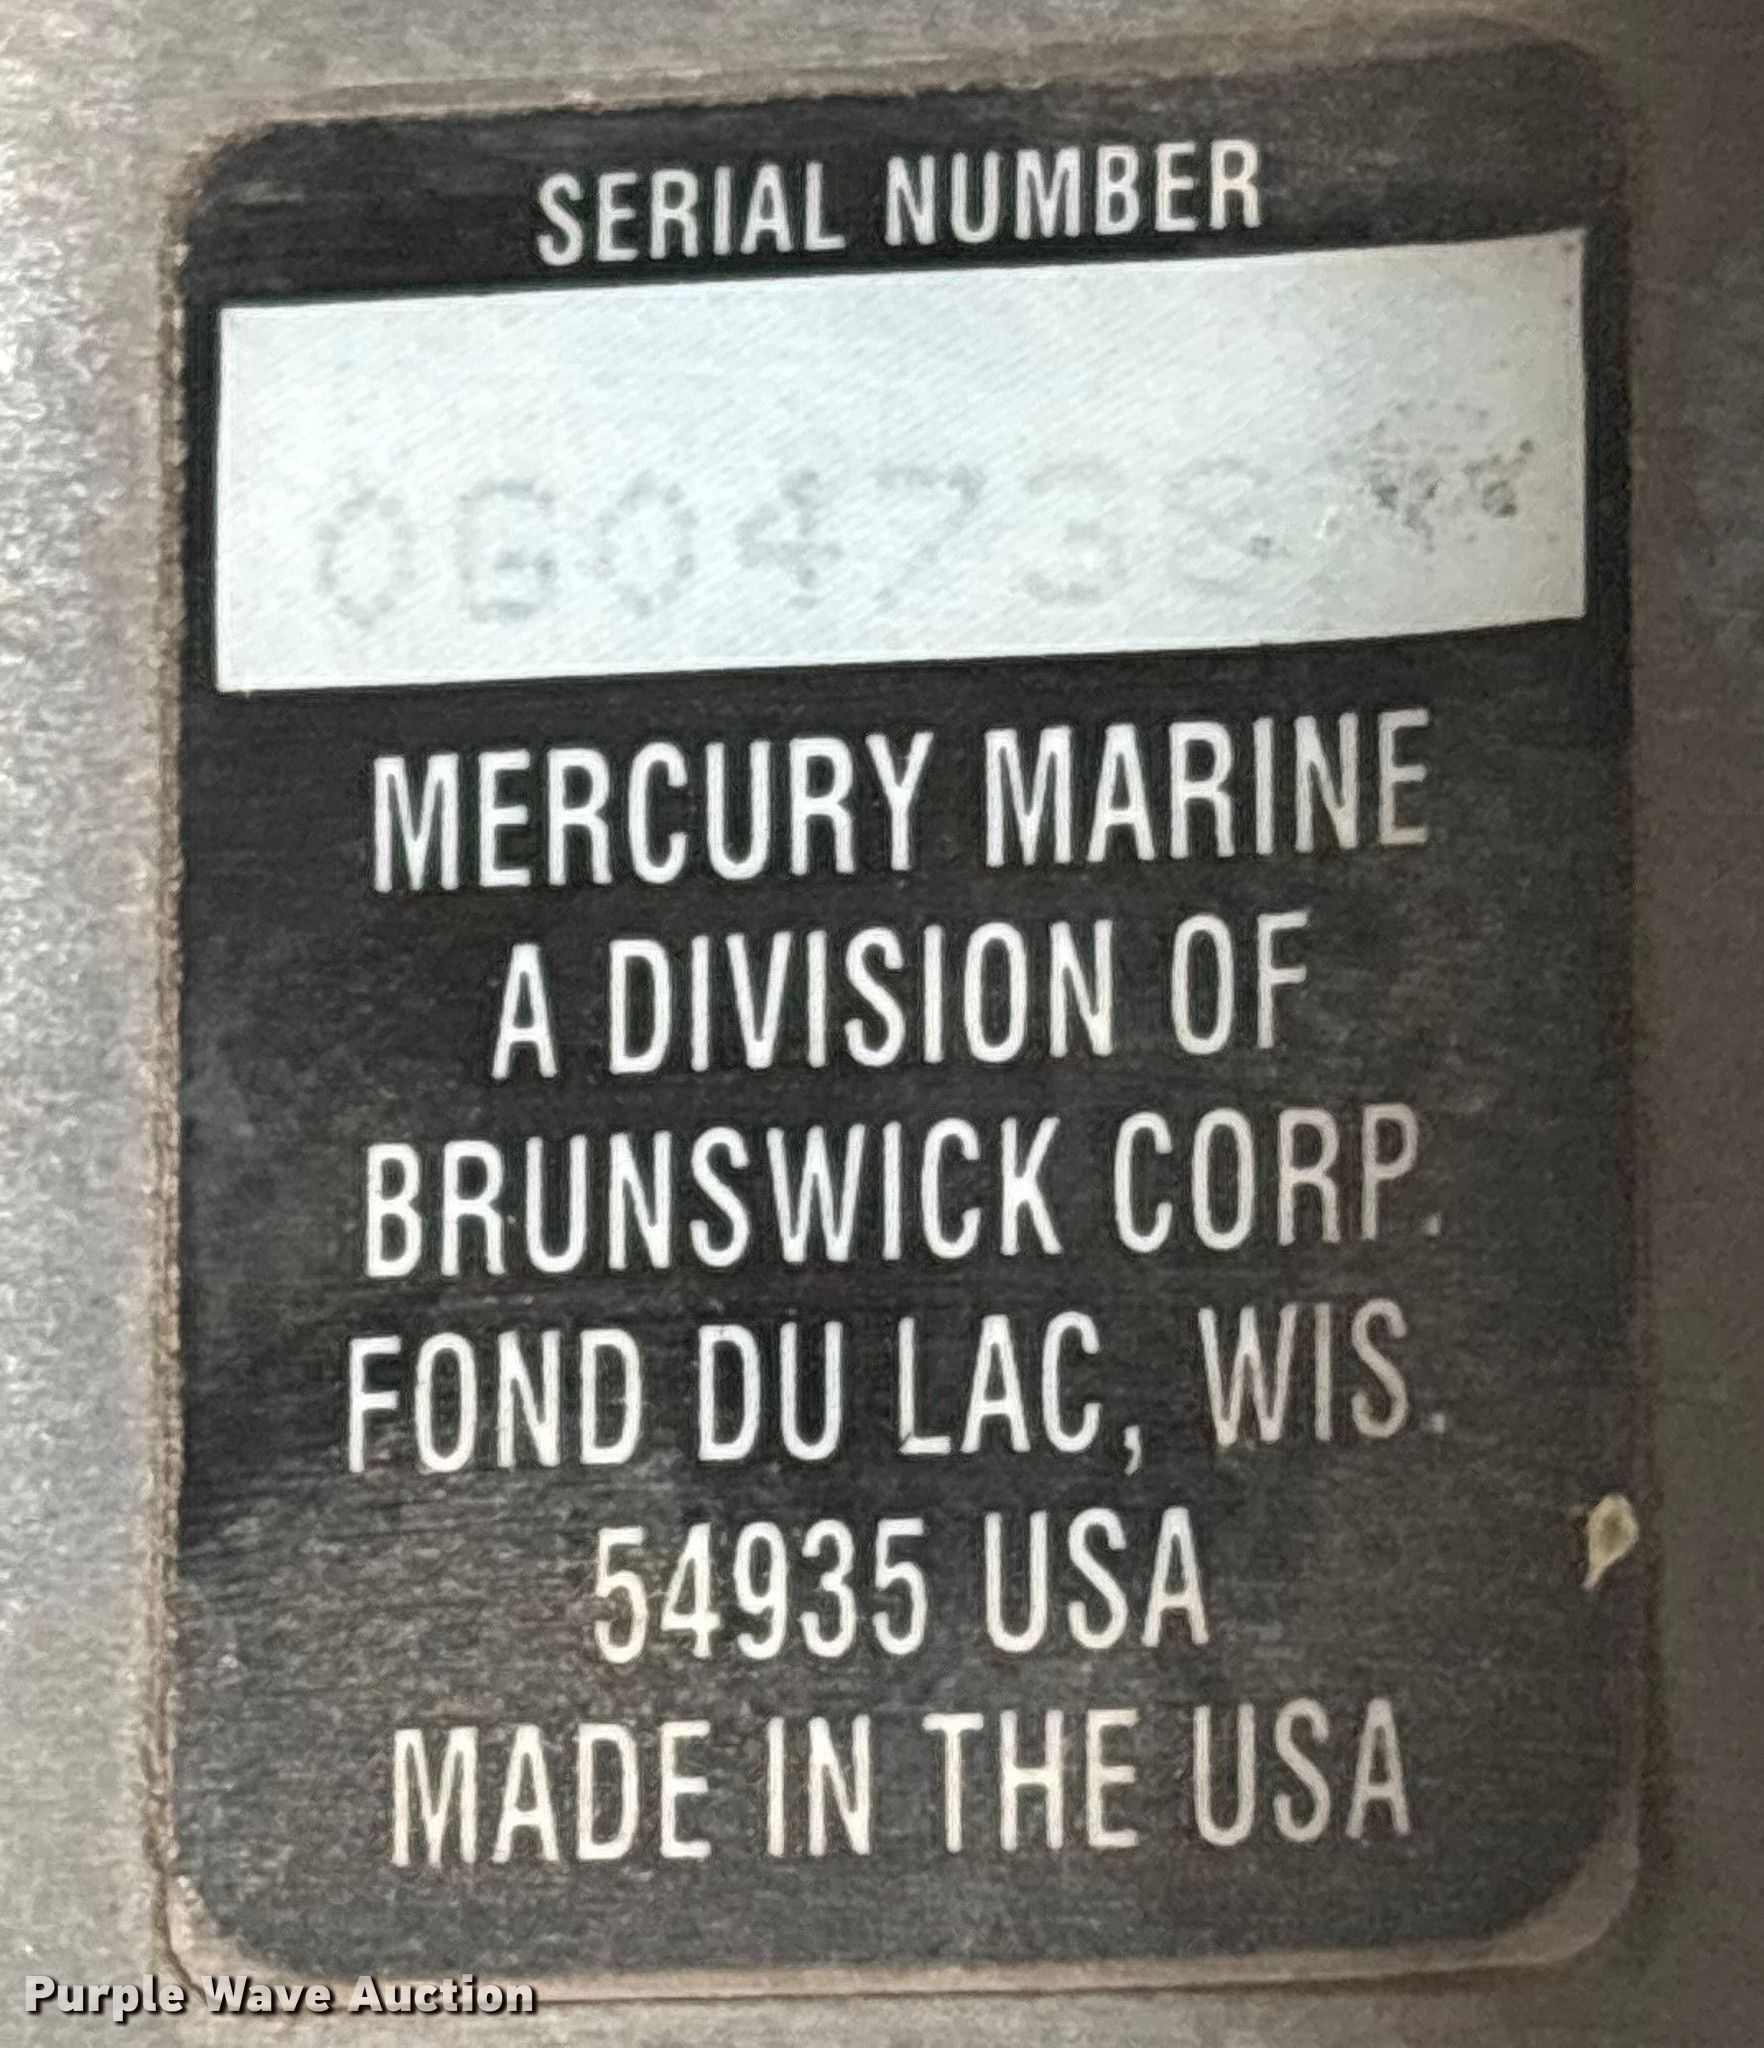 SERIAL NUMBER
MERCURY MARINE
A DIVISION OF
BRUNSWICK CORP.
FOND DU LAC, WIS.
54935 USA
MADE IN THE USA
Purple Wave Auction